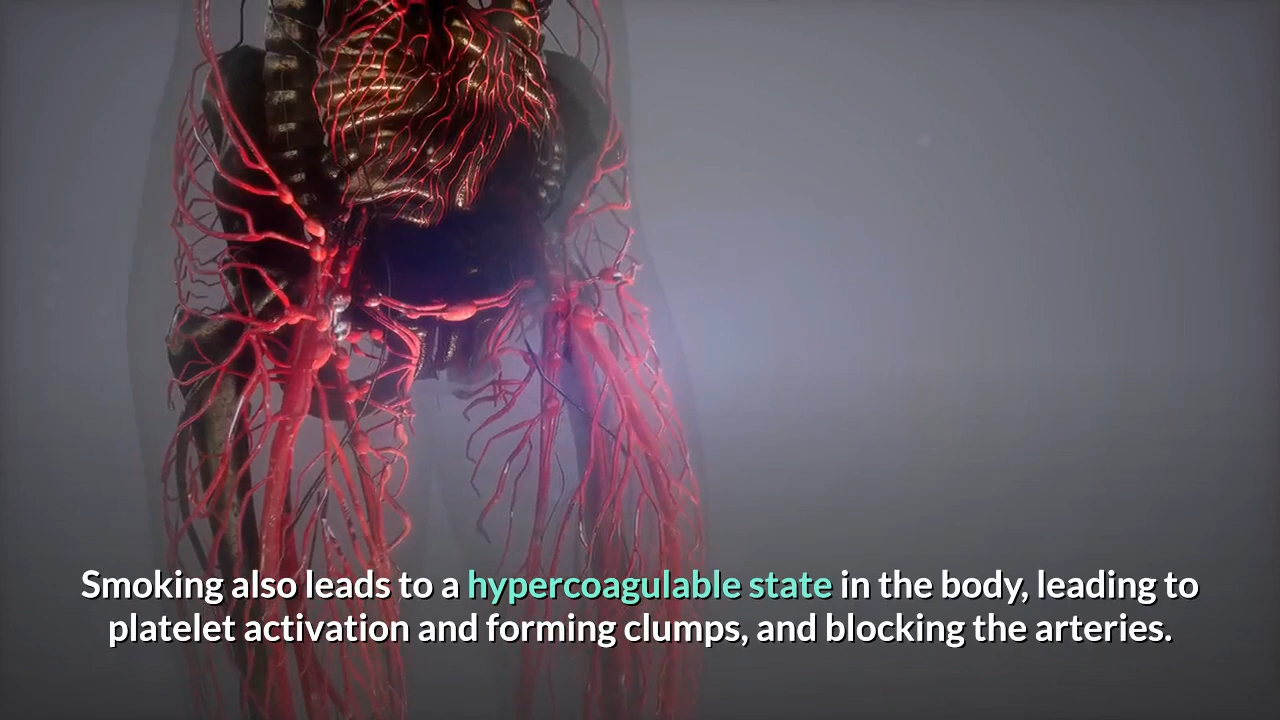 Smoking also leads to a hypercoagulable state in the body, leading to
platelet activation and forming clumps, and blocking the arteries.